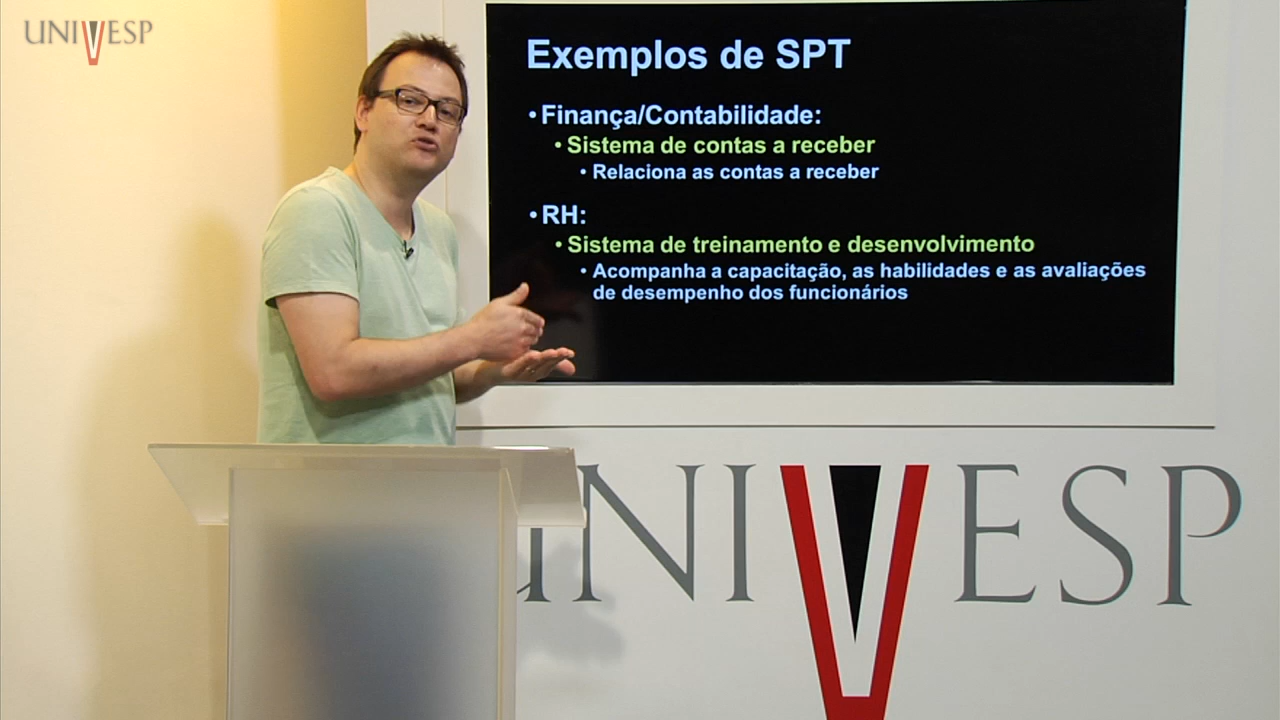 UNIVESP
Exemplos de SPT
• Finança/Contabilidade:
• Sistema de contas a receber
• Relaciona as contas a receber
• RH:
• Sistema de treinamento e desenvolvimento
• Acompanha a capacitação, as habilidades e as avaliações
de desempenho dos funcionários
UNIVESP